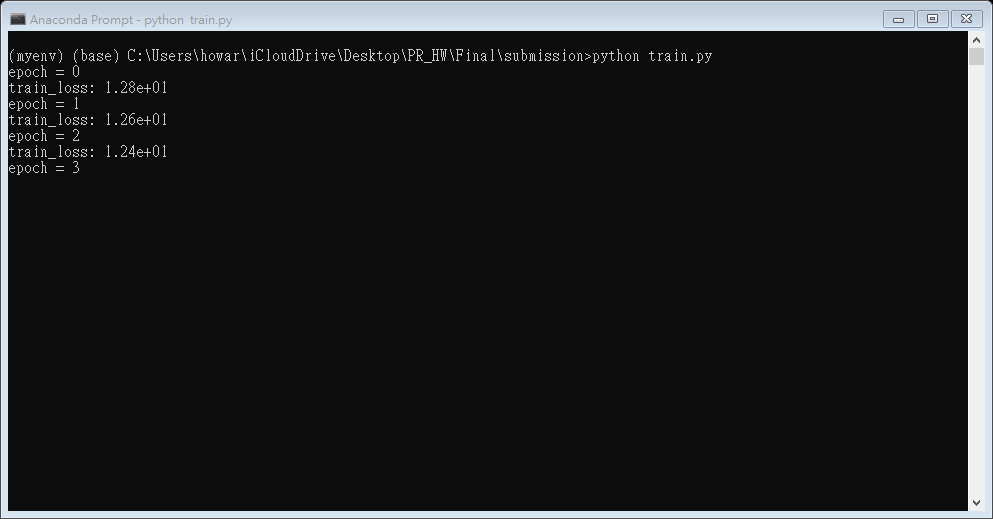 Anaconda Prompt - python train.py
(myenv) (base) C:\Users\howar\iCloudDrive\Desktop\PR_HW\Final\submission>python train.py
epoch = 0
train_loss: 1.28e+01
epoch = 1
train_loss: 1.26e+01
epoch = 2
train_loss: 1.24e+01
epoch = 3